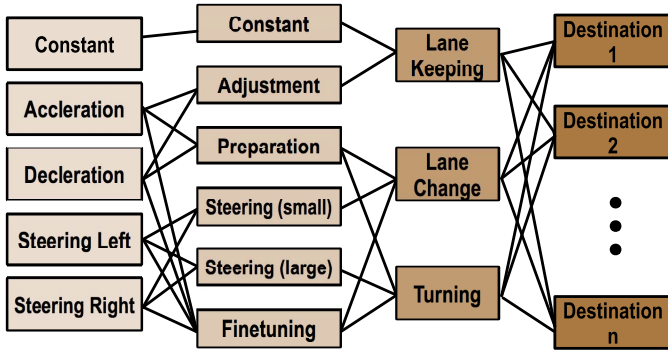 Constant
Accleration
Decleration
Steering Left
Steering Right
Constant
Adjustment
Preparation
Steering (small)
Steering (large)
Finetuning
Lane
Keeping
Lane
Change
Turning
Destination
1
Destination
2
Destination
n